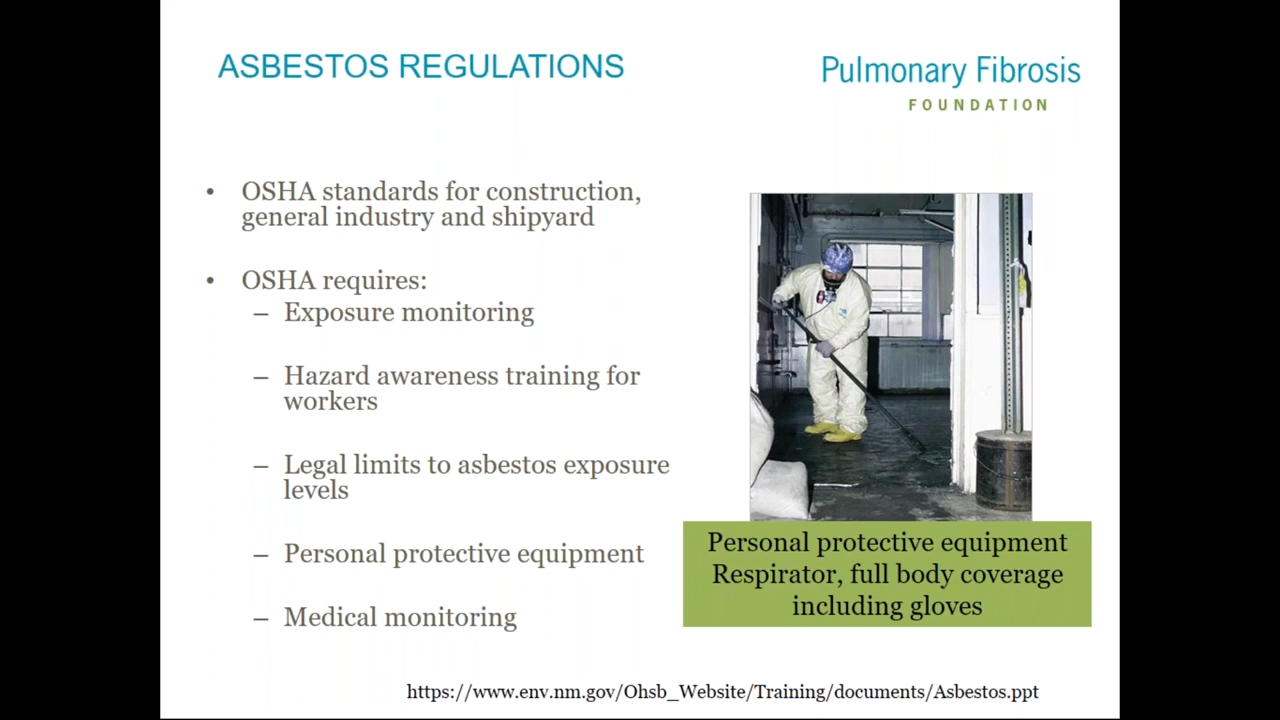 ASBESTOS REGULATIONS
Pulmonary Fibrosis
FOUNDATION
• OSHA standards for construction,
general industry and shipyard
• OSHA requires:
– Exposure monitoring
– Hazard awareness training for
workers
– Legal limits to asbestos exposure
levels
– Personal protective equipment
– Medical monitoring
Personal protective equipment
Respirator, full body coverage
including gloves
https://www.env.nm.gov/Ohsb_Website/Training/documents/Asbestos.ppt